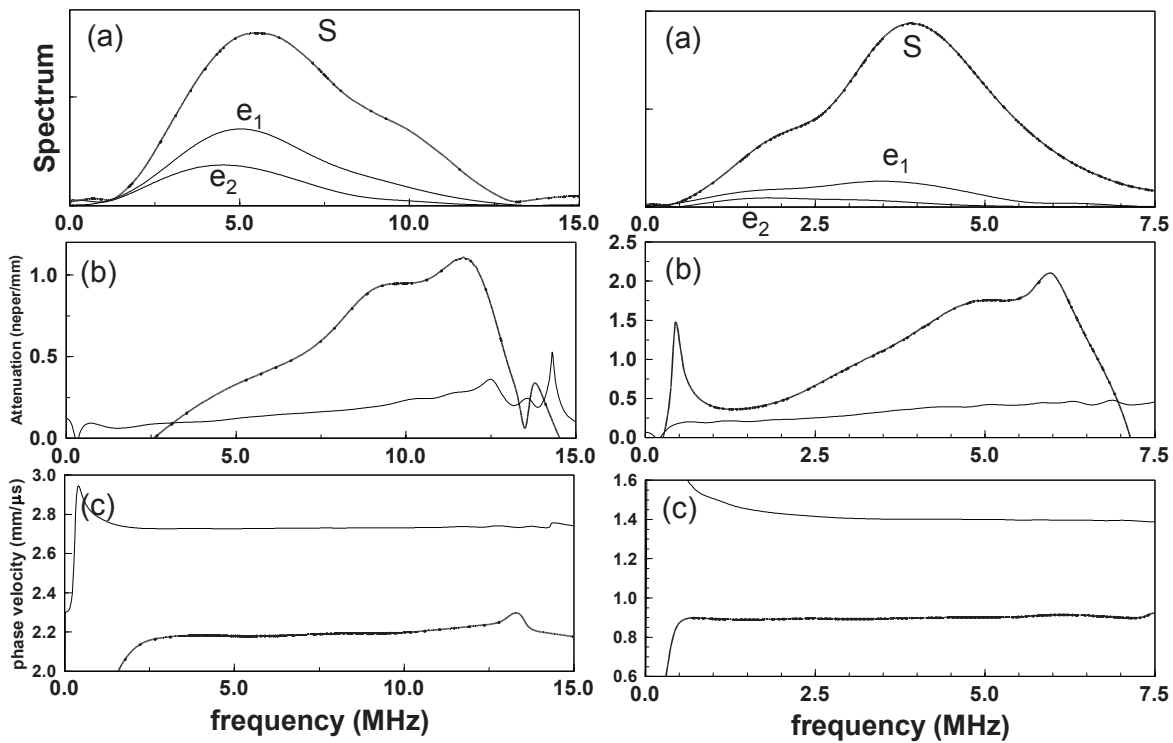 (a)
S
e1
e2
Spectrum
0.0 5.0 10.0 15.0
(b)
1.0
0.5
0.0
Attenuation (neper/mm)
0.0 5.0 10.0 15.0
(c)
3.0
2.8
2.6
2.4
2.2
2.0
phase velocity (mm/µs)
0.0 5.0 10.0 15.0
frequency (MHz)
(a)
S
e1
e2
0.0 2.5 5.0 7.5
(b)
2.5
2.0
1.5
1.0
0.5
0.0
0.0 2.5 5.0 7.5
(c)
1.6
1.4
1.2
1.0
0.9
0.8
0.6
0.0 2.5 5.0 7.5
frequency (MHz)